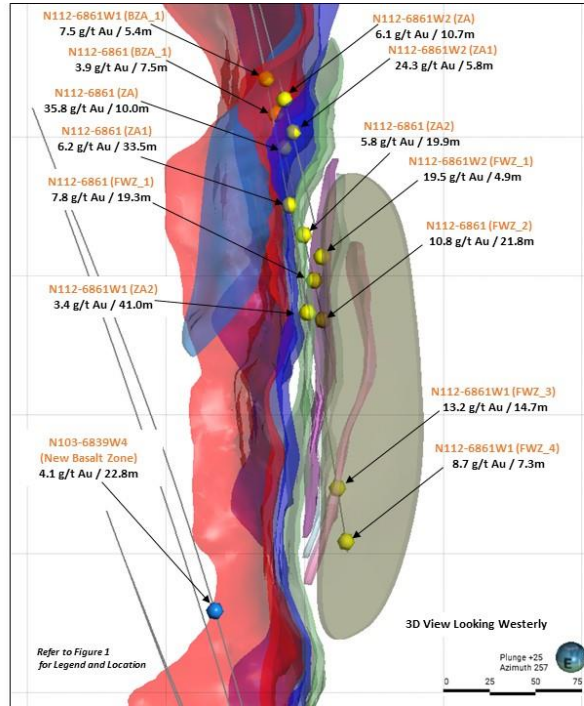 N112-6861W1 (BZA_1)
7.5 g/t Au / 5.4m
N112-6861 (BZA_1)
3.9 g/t Au / 7.5m
N112-6861 (ZA)
35.8 g/t Au / 10.0m
N112-6861 (ZA1)
6.2 g/t Au / 33.5m
N112-6861 (FWZ_1)
7.8 g/t Au / 19.3m
N112-6861W1 (ZA2)
3.4 g/t Au / 41.0m
N103-6839W4
(New Basalt Zone)
4.1 g/t Au / 22.8m
N112-6861W2 (ZA)
6.1 g/t Au / 10.7m
N112-6861W2 (ZA1)
24.3 g/t Au / 5.8m
N112-6861 (ZA2)
5.8 g/t Au / 19.9m
N112-6861W2 (FWZ_1)
19.5 g/t Au / 4.9m
N112-6861 (FWZ_2)
10.8 g/t Au / 21.8m
N112-6861W1 (FWZ_3)
13.2 g/t Au / 14.7m
N112-6861W1 (FWZ_4)
8.7 g/t Au / 7.3m
Refer to Figure 1
for Legend and Location
3D View Looking Westerly
Plunge +25
Azimuth 257
E
0 25 50 75